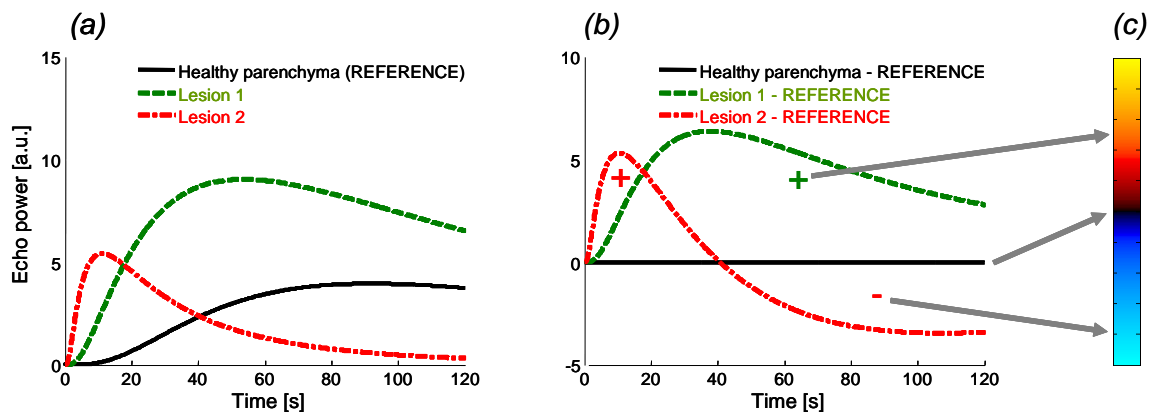 (a)
(b)
(c)
15
10
5
0
Echo power [a.u.]
Healthy parenchyma (REFERENCE)
Lesion 1
Lesion 2
0 20 40 60 80 100 120
Time [s]
10
5
0
-5
Healthy parenchyma - REFERENCE
Lesion 1 - REFERENCE
Lesion 2 - REFERENCE
+
+
-
0 20 40 60 80 100 120
Time [s]